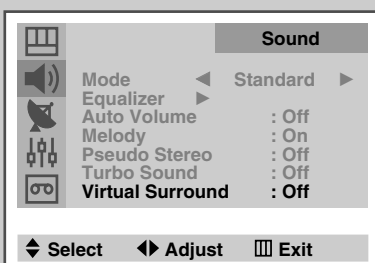 Sound
Mode ◀ Standard ▶
Equalizer ▶
Auto Volume : Off
Melody : On
Pseudo Stereo : Off
Turbo Sound : Off
Virtual Surround : Off
Select Adjust Exit